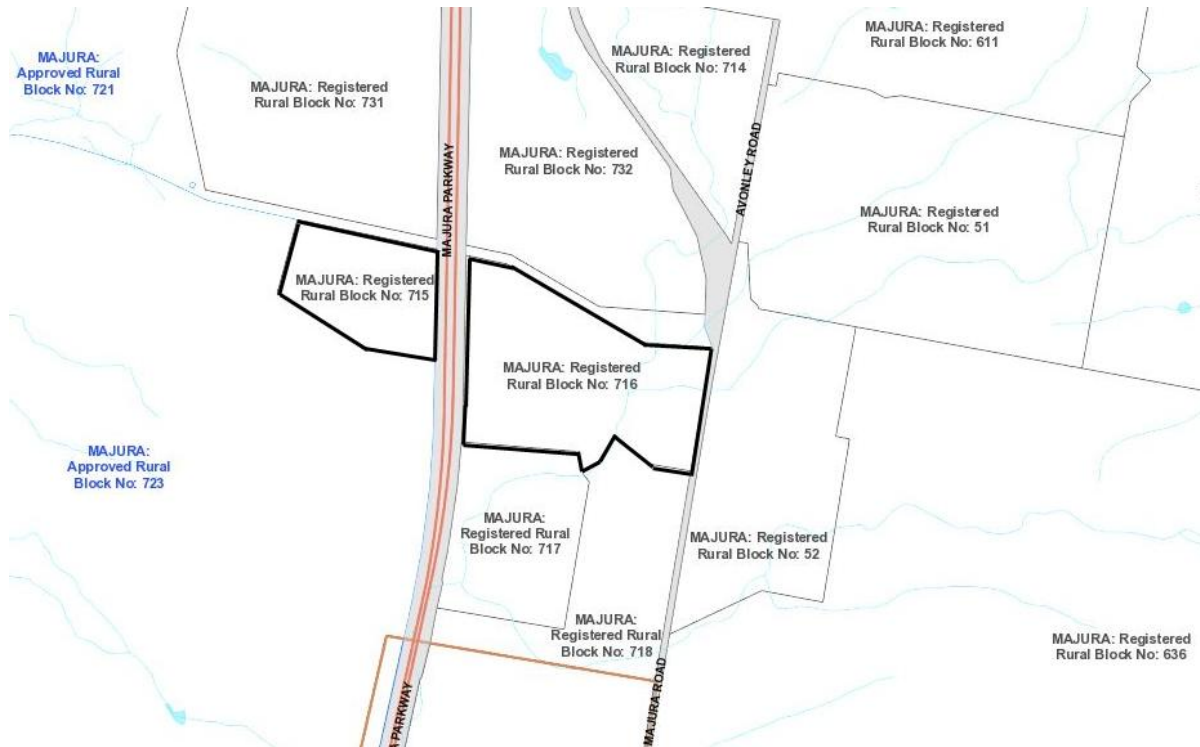 MAJURA: Registered
Rural Block No: 611
MAJURA: Registered
Rural Block No: 714
MAJURA:
Approved Rural
Block No: 721
MAJURA: Registered
Rural Block No: 731
MAJURA: Registered
Rural Block No: 732
AVONLEY ROAD
MAJURA PARKWAY
MAJURA: Registered
Rural Block No: 51
MAJURA: Registered
Rural Block No: 715
MAJURA: Registered
Rural Block No: 716
MAJURA:
Approved Rural
Block No: 723
MAJURA:
Registered Rural
Block No: 717
MAJURA: Registered
Rural Block No: 52
MAJURA:
Registered Rural
Block No: 718
MAJURA: Registered
Rural Block No: 636
A PARKWAY
MAJURA ROAD